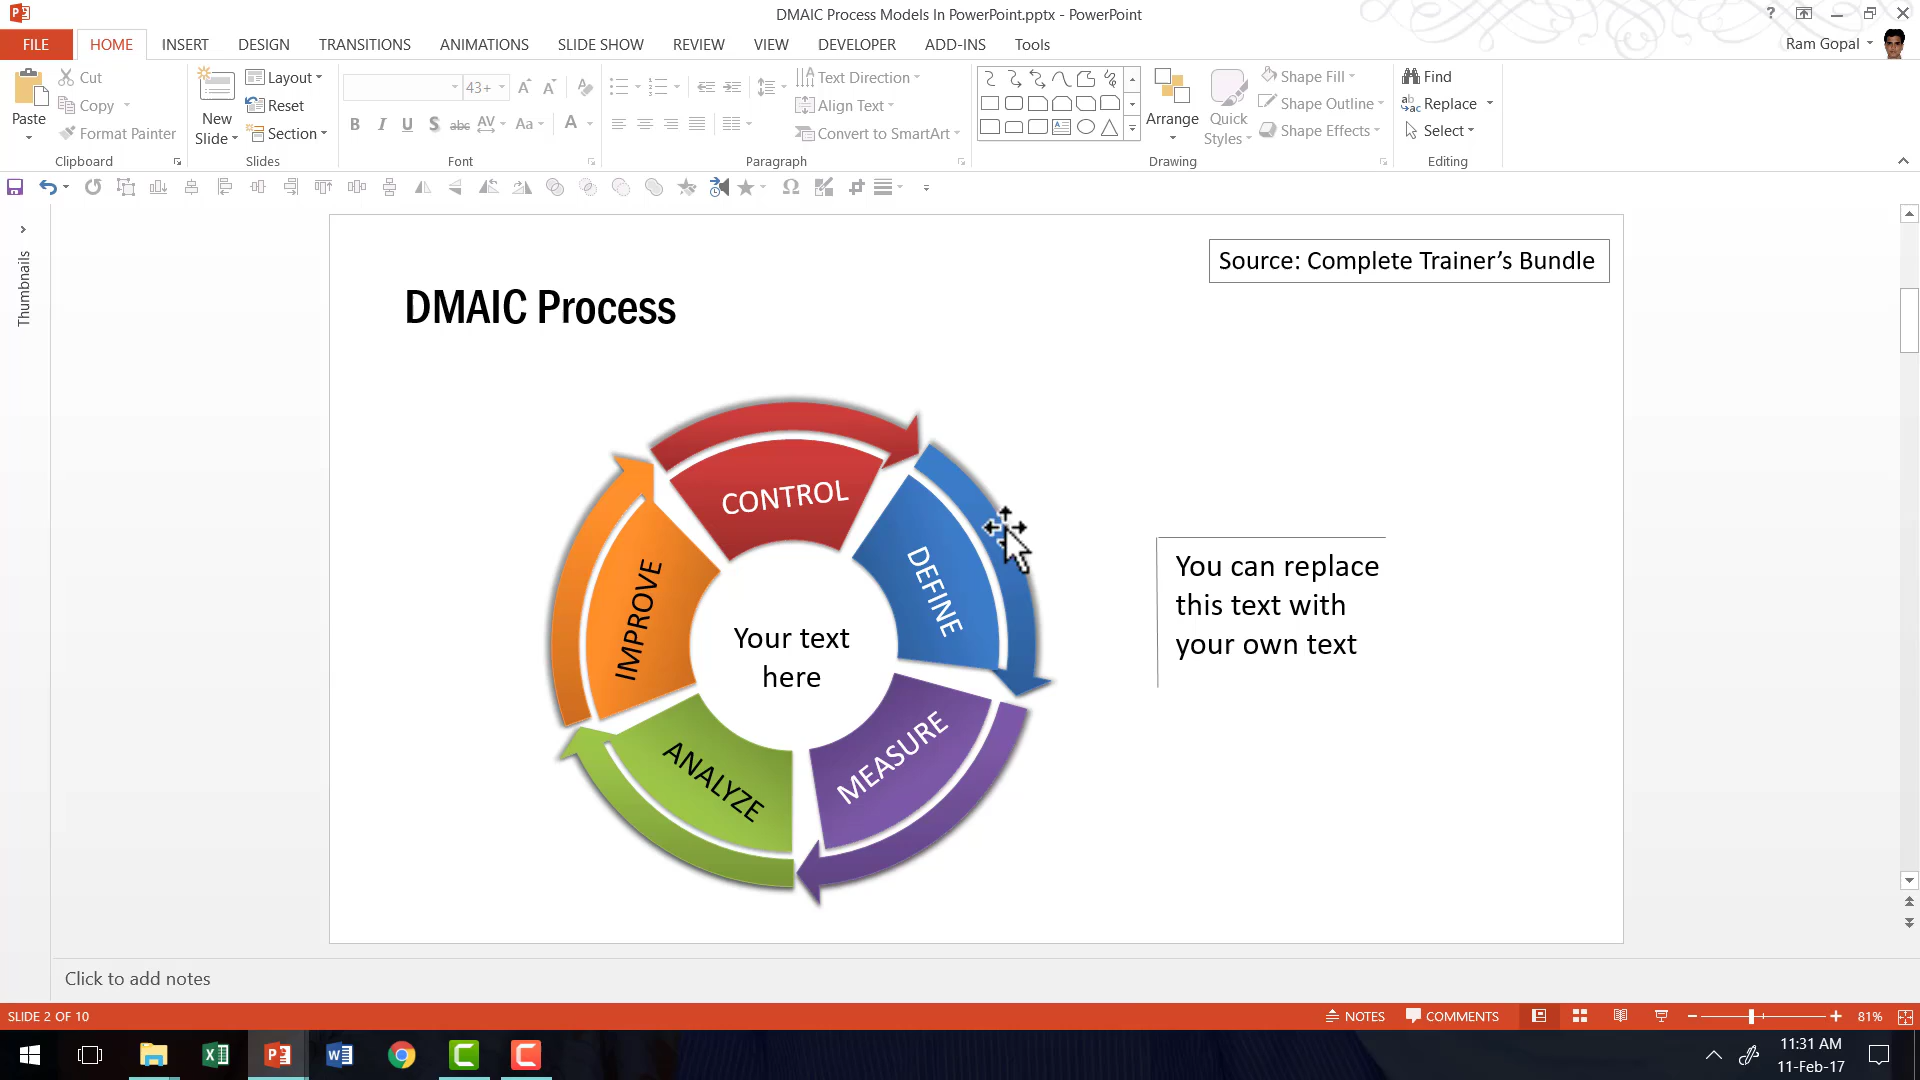 DMAIC Process Models In PowerPoint.pptx - PowerPoint
?
FILE
HOME
INSERT
DESIGN
TRANSITIONS
ANIMATIONS
SLIDE SHOW
REVIEW
VIEW
DEVELOPER
ADD-INS
Tools
Ram Gopal
Paste
Cut
Copy
Format Painter
Clipboard
New
Slide
Layout
Reset
Section
Slides
43+
B I U S abc AV Aa A
Font
Text Direction
Align Text
Convert to SmartArt
Paragraph
Arrange
Quick
Styles
Shape Fill
Shape Outline
Shape Effects
Drawing
Find
Replace
Select
Editing
Thumbnails
Source: Complete Trainer’s Bundle
DMAIC Process
CONTROL
DEFINE
MEASURE
ANALYZE
IMPROVE
Your text
here
You can replace
this text with
your own text
Click to add notes
SLIDE 2 OF 10
NOTES
COMMENTS
81%
11:31 AM
11-Feb-17